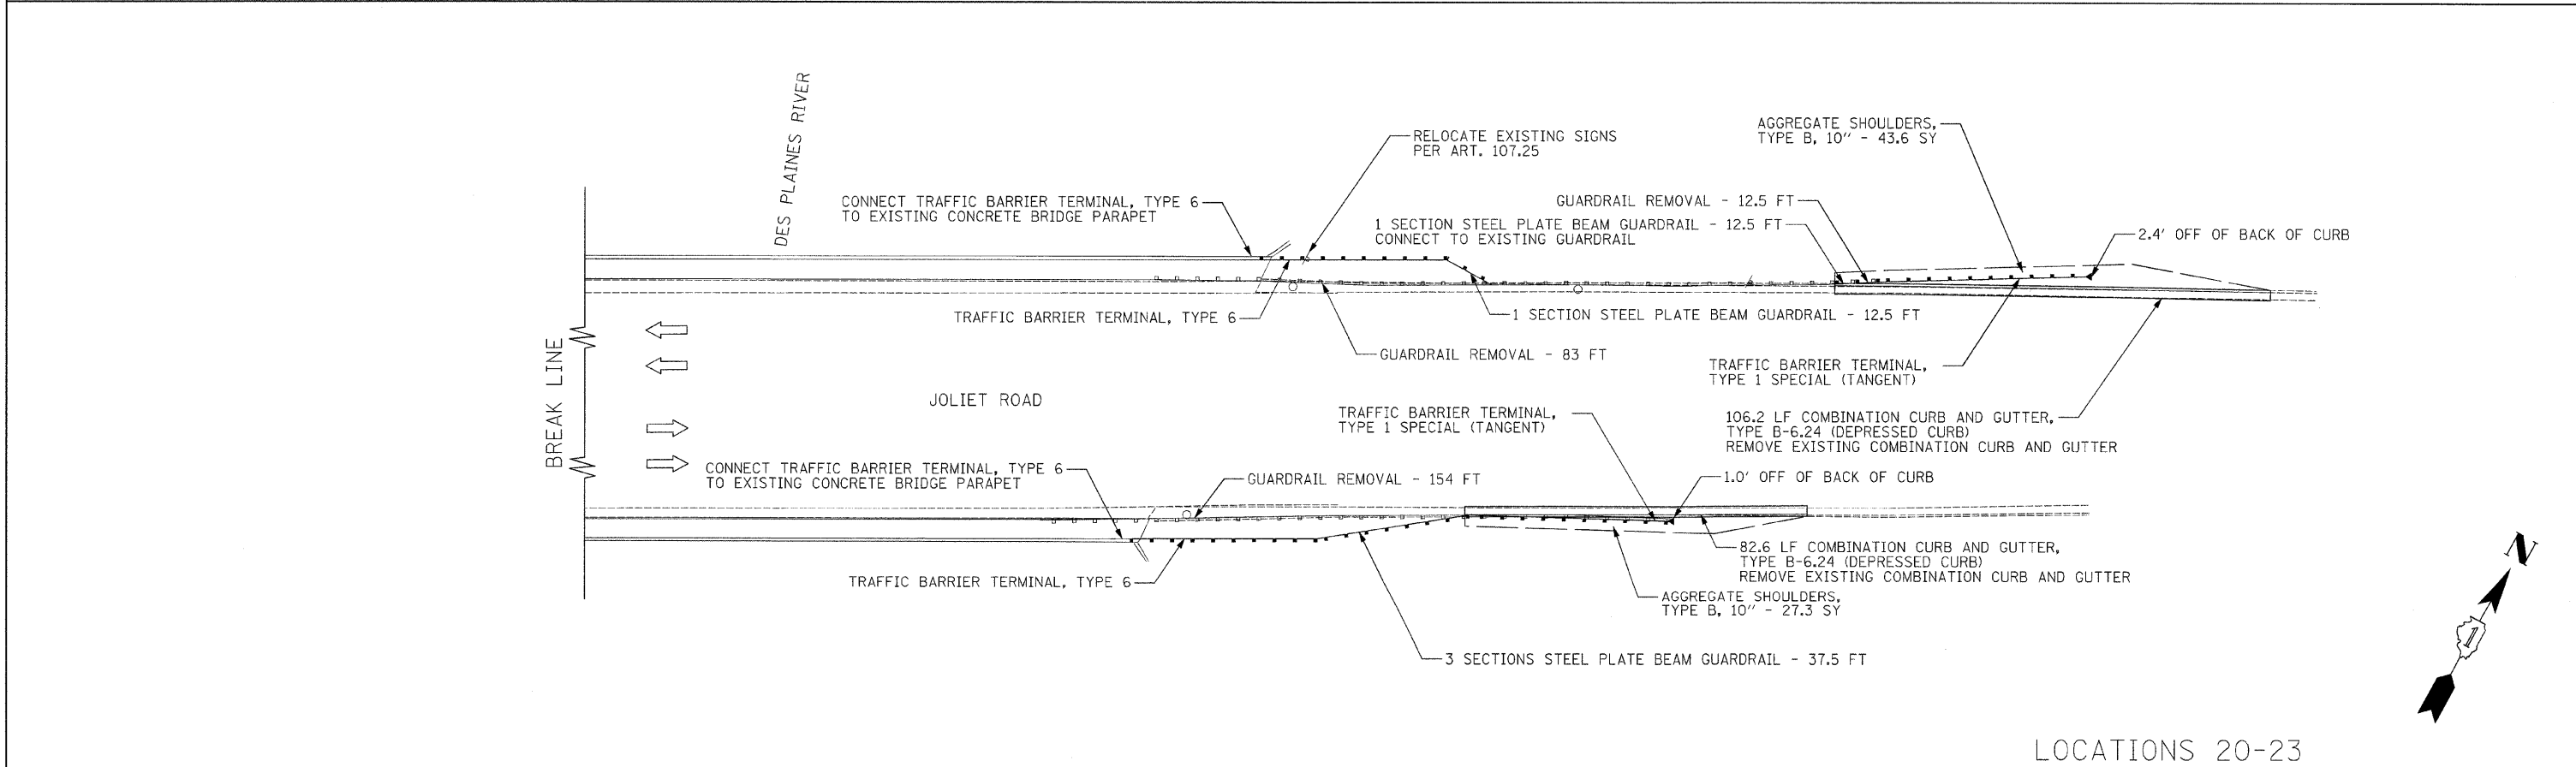 DES PLAINES RIVER
RELOCATE EXISTING SIGNS
PER ART. 107.25
AGGREGATE SHOULDERS,
TYPE B, 10" - 43.6 SY
CONNECT TRAFFIC BARRIER TERMINAL, TYPE 6
TO EXISTING CONCRETE BRIDGE PARAPET
GUARDRAIL REMOVAL - 12.5 FT
1 SECTION STEEL PLATE BEAM GUARDRAIL - 12.5 FT
CONNECT TO EXISTING GUARDRAIL
2.4' OFF OF BACK OF CURB
TRAFFIC BARRIER TERMINAL, TYPE 6
1 SECTION STEEL PLATE BEAM GUARDRAIL - 12.5 FT
GUARDRAIL REMOVAL - 83 FT
TRAFFIC BARRIER TERMINAL,
TYPE 1 SPECIAL (TANGENT)
BREAK LINE
JOLIET ROAD
TRAFFIC BARRIER TERMINAL,
TYPE 1 SPECIAL (TANGENT)
106.2 LF COMBINATION CURB AND GUTTER,
TYPE B-6.24 (DEPRESSED CURB)
REMOVE EXISTING COMBINATION CURB AND GUTTER
CONNECT TRAFFIC BARRIER TERMINAL, TYPE 6
TO EXISTING CONCRETE BRIDGE PARAPET
GUARDRAIL REMOVAL - 154 FT
1.0' OFF OF BACK OF CURB
82.6 LF COMBINATION CURB AND GUTTER,
TYPE B-6.24 (DEPRESSED CURB)
REMOVE EXISTING COMBINATION CURB AND GUTTER
TRAFFIC BARRIER TERMINAL, TYPE 6
AGGREGATE SHOULDERS,
TYPE B, 10" - 27.3 SY
3 SECTIONS STEEL PLATE BEAM GUARDRAIL - 37.5 FT
N
1
LOCATIONS 20-23